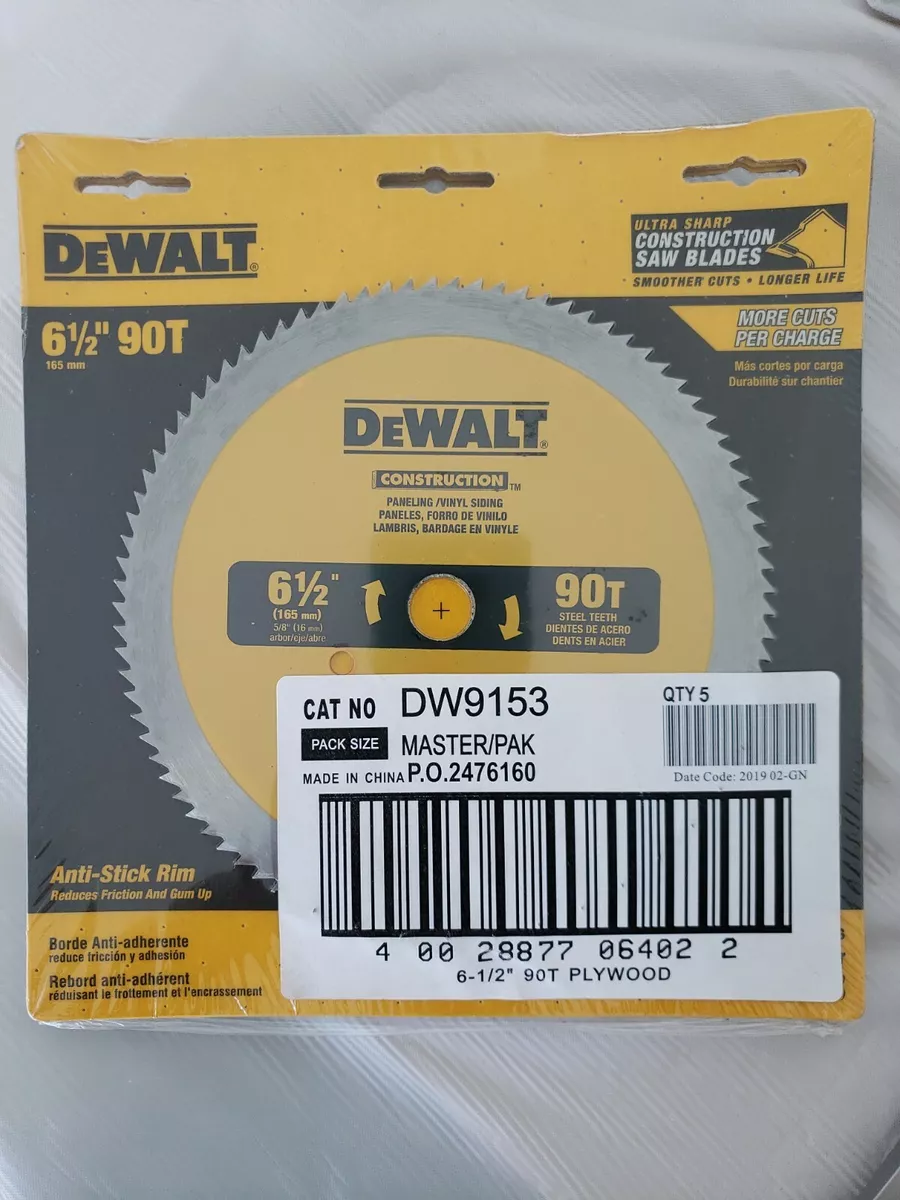 DEWALT®
ULTRA SHARP
CONSTRUCTION
SAW BLADES
SMOOTHER CUTS • LONGER LIFE
6½" 90T
165 mm
MORE CUTS
PER CHARGE
Más cortes por carga
Durabilité sur chantier
DEWALT®
CONSTRUCTION™
PANELING /VINYL SIDING
PANELES, FORRO DE VINILO
LAMBRIS, BARDAGE EN VINYLE
6½"
(165 mm)
5/8" (16 mm)
arbor/eje/abre
90T
STEEL TEETH
DIENTES DE ACERO
DENTS EN ACIER
CAT NO DW9153
QTY 5
PACK SIZE MASTER/PAK
MADE IN CHINA P.O.2476160
Date Code: 2019 02-GN
4 00 28877 06402 2
6-1/2" 90T PLYWOOD
Anti-Stick Rim
Reduces Friction And Gum Up
Borde Anti-adherente
reduce fricción y adhesión
Rebord anti-adhérent
réduisant le frottement et l'encrassement